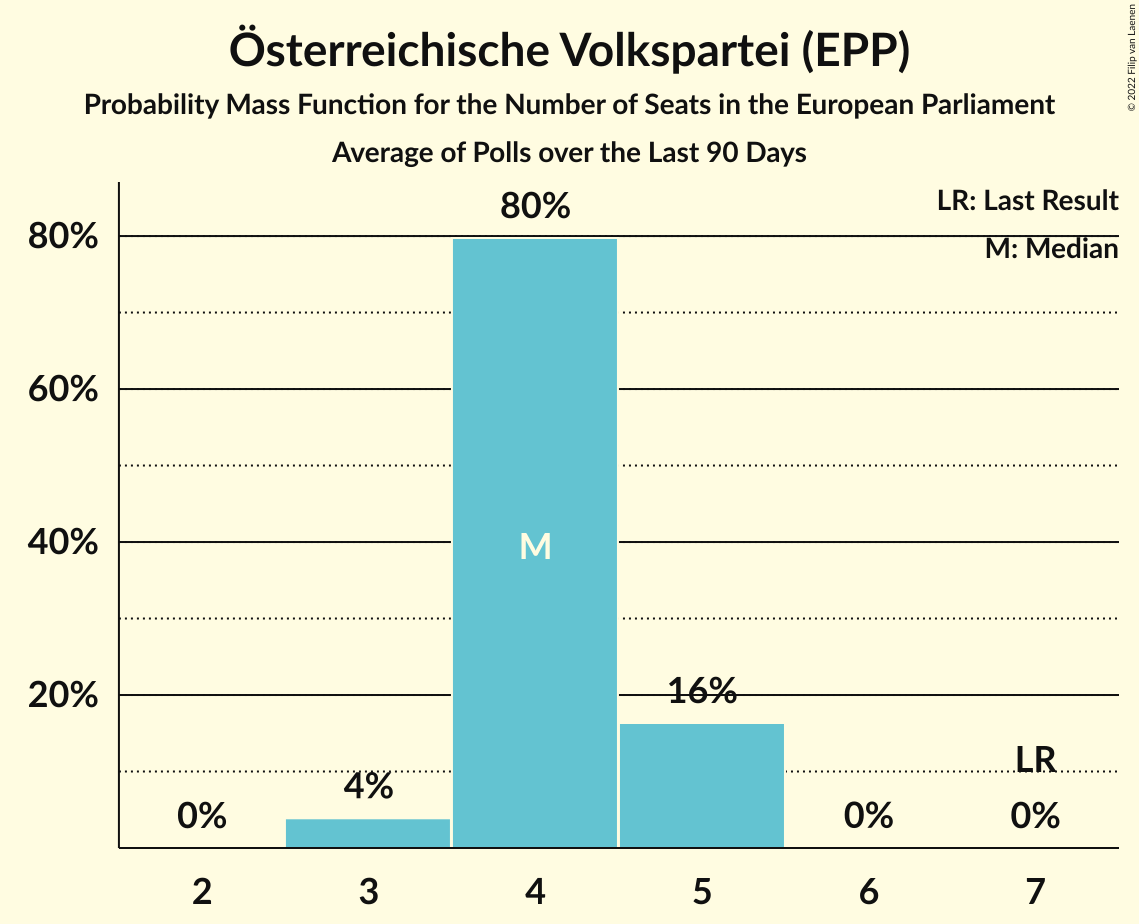 Österreichische Volkspartei (EPP)
Probability Mass Function for the Number of Seats in the European Parliament
Average of Polls over the Last 90 Days
© 2022 Filip van Laenen
LR: Last Result
M: Median
80%
60%
40%
20%
0%
4%
80%
M
16%
0%
LR
0%
2 3 4 5 6 7